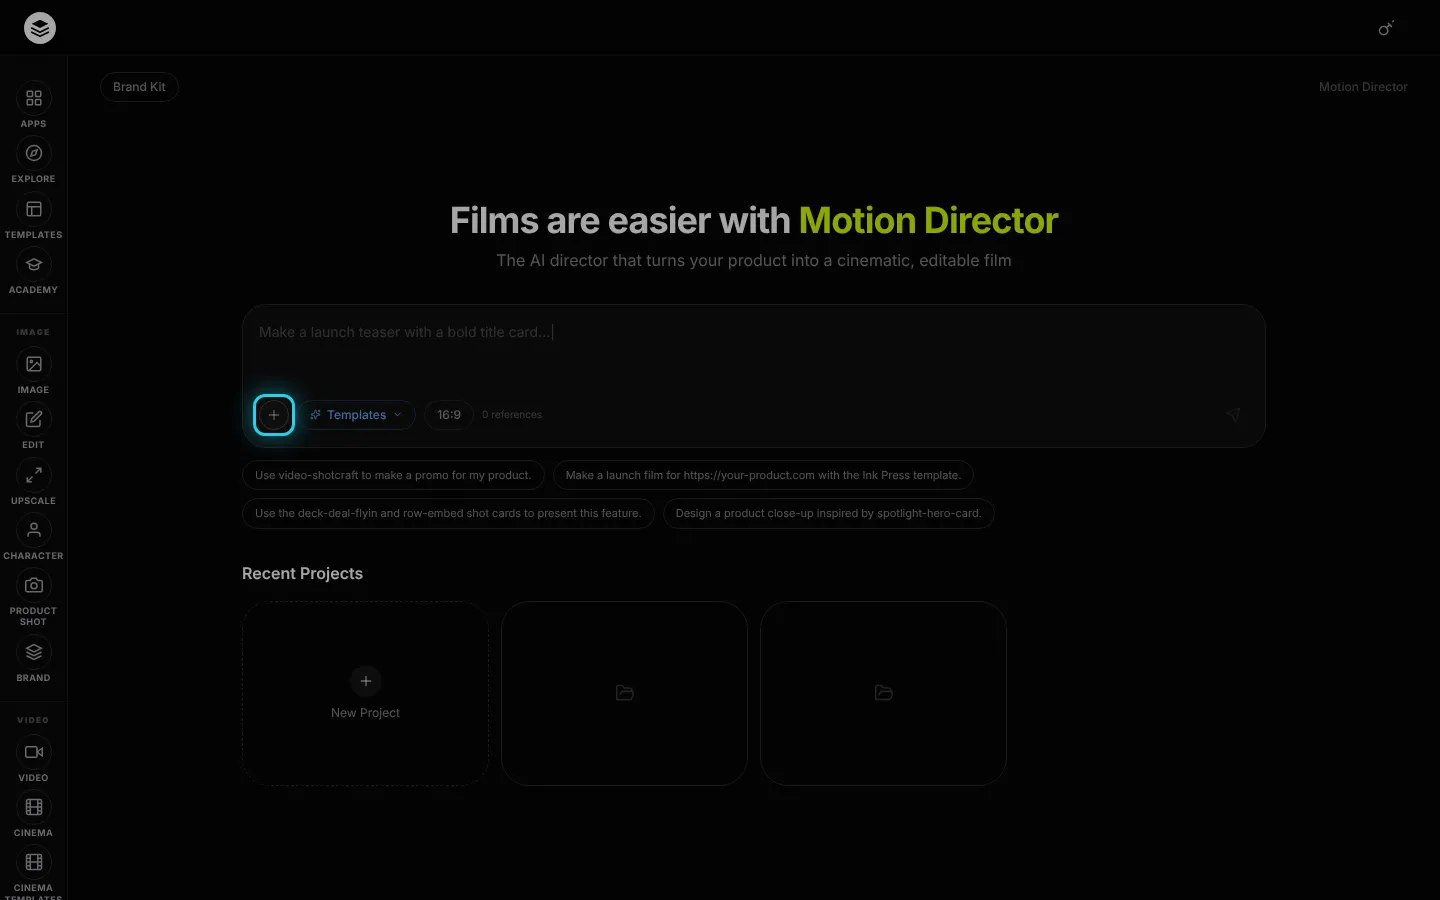 Brand Kit
Motion Director
APPS
EXPLORE
TEMPLATES
ACADEMY
IMAGE
IMAGE
EDIT
UPSCALE
CHARACTER
PRODUCT
SHOT
BRAND
VIDEO
VIDEO
CINEMA
CINEMA
TEMPLATES
Films are easier with Motion Director
The AI director that turns your product into a cinematic, editable film
Make a launch teaser with a bold title card...
Templates
16:9
0 references
Use video-shotcraft to make a promo for my product.
Make a launch film for https://your-product.com with the Ink Press template.
Use the deck-deal-flyin and row-embed shot cards to present this feature.
Design a product close-up inspired by spotlight-hero-card.
Recent Projects
New Project